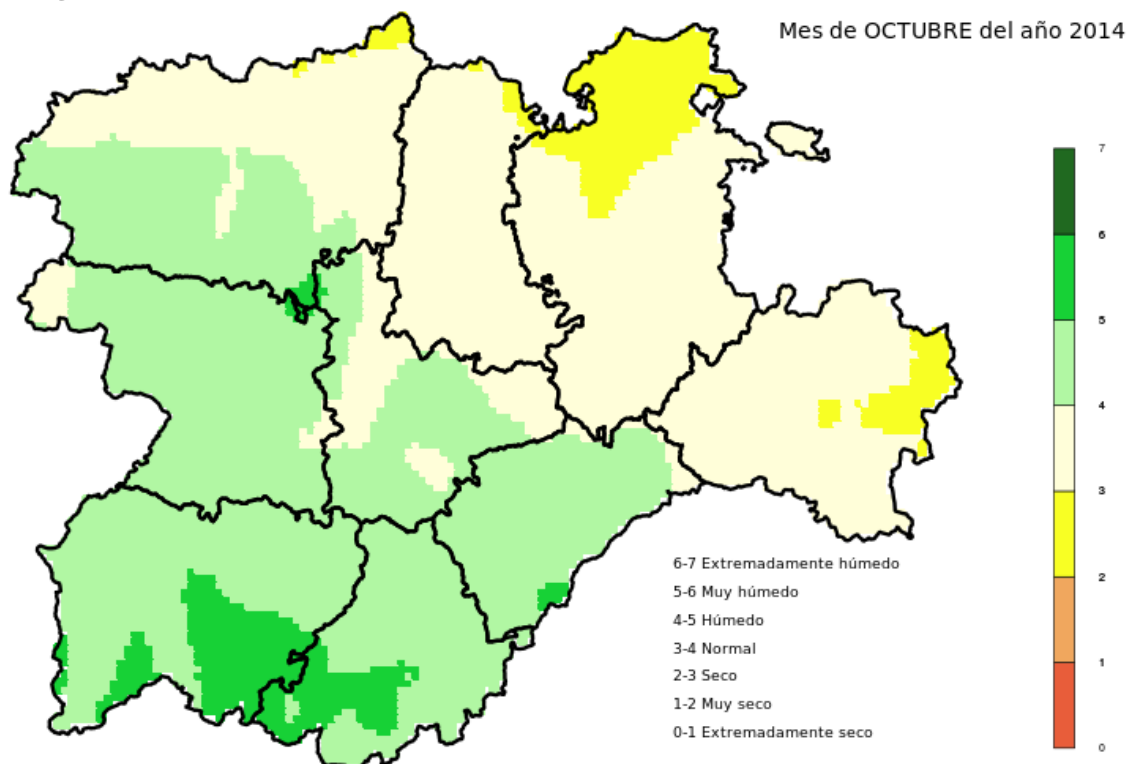 Mes de OCTUBRE del año 2014
7
6
5
4
3
2
1
0
6-7 Extremadamente húmedo
5-6 Muy húmedo
4-5 Húmedo
3-4 Normal
2-3 Seco
1-2 Muy seco
0-1 Extremadamente seco